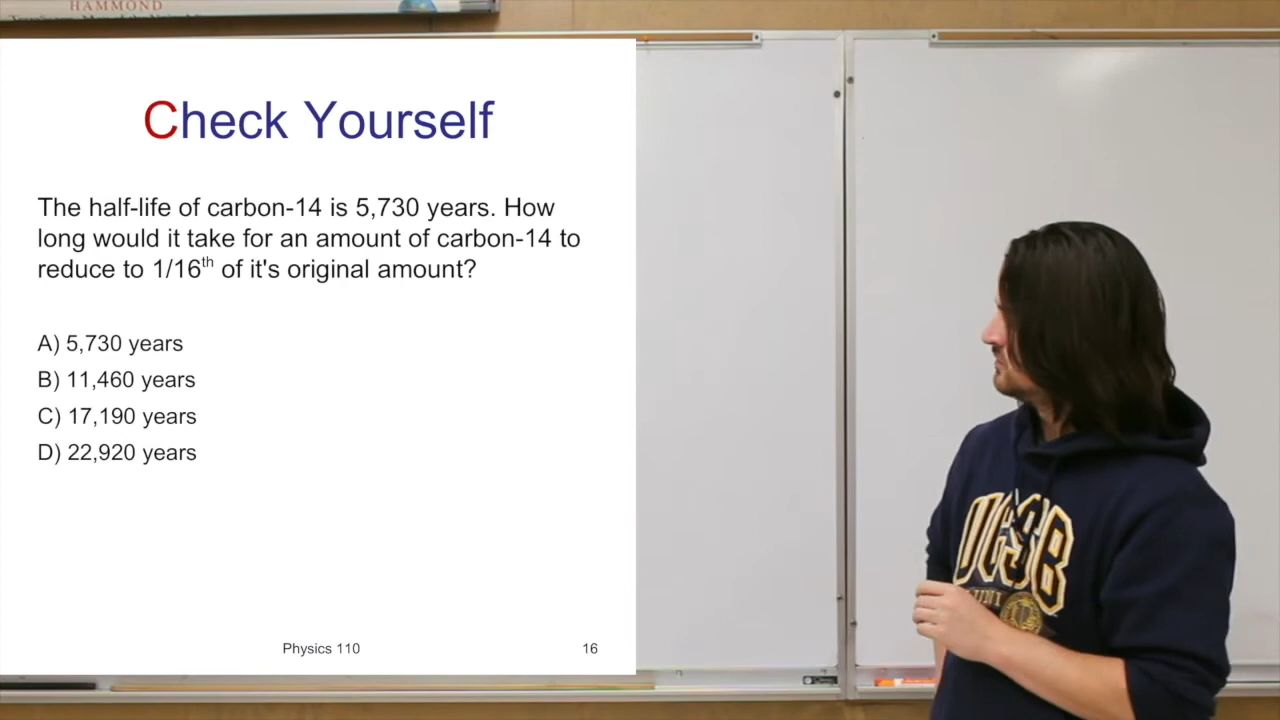 HAMMOND
Check Yourself
The half-life of carbon-14 is 5,730 years. How
long would it take for an amount of carbon-14 to
reduce to 1/16th of it's original amount?
A) 5,730 years
B) 11,460 years
C) 17,190 years
D) 22,920 years
UCSB
Physics 110
16